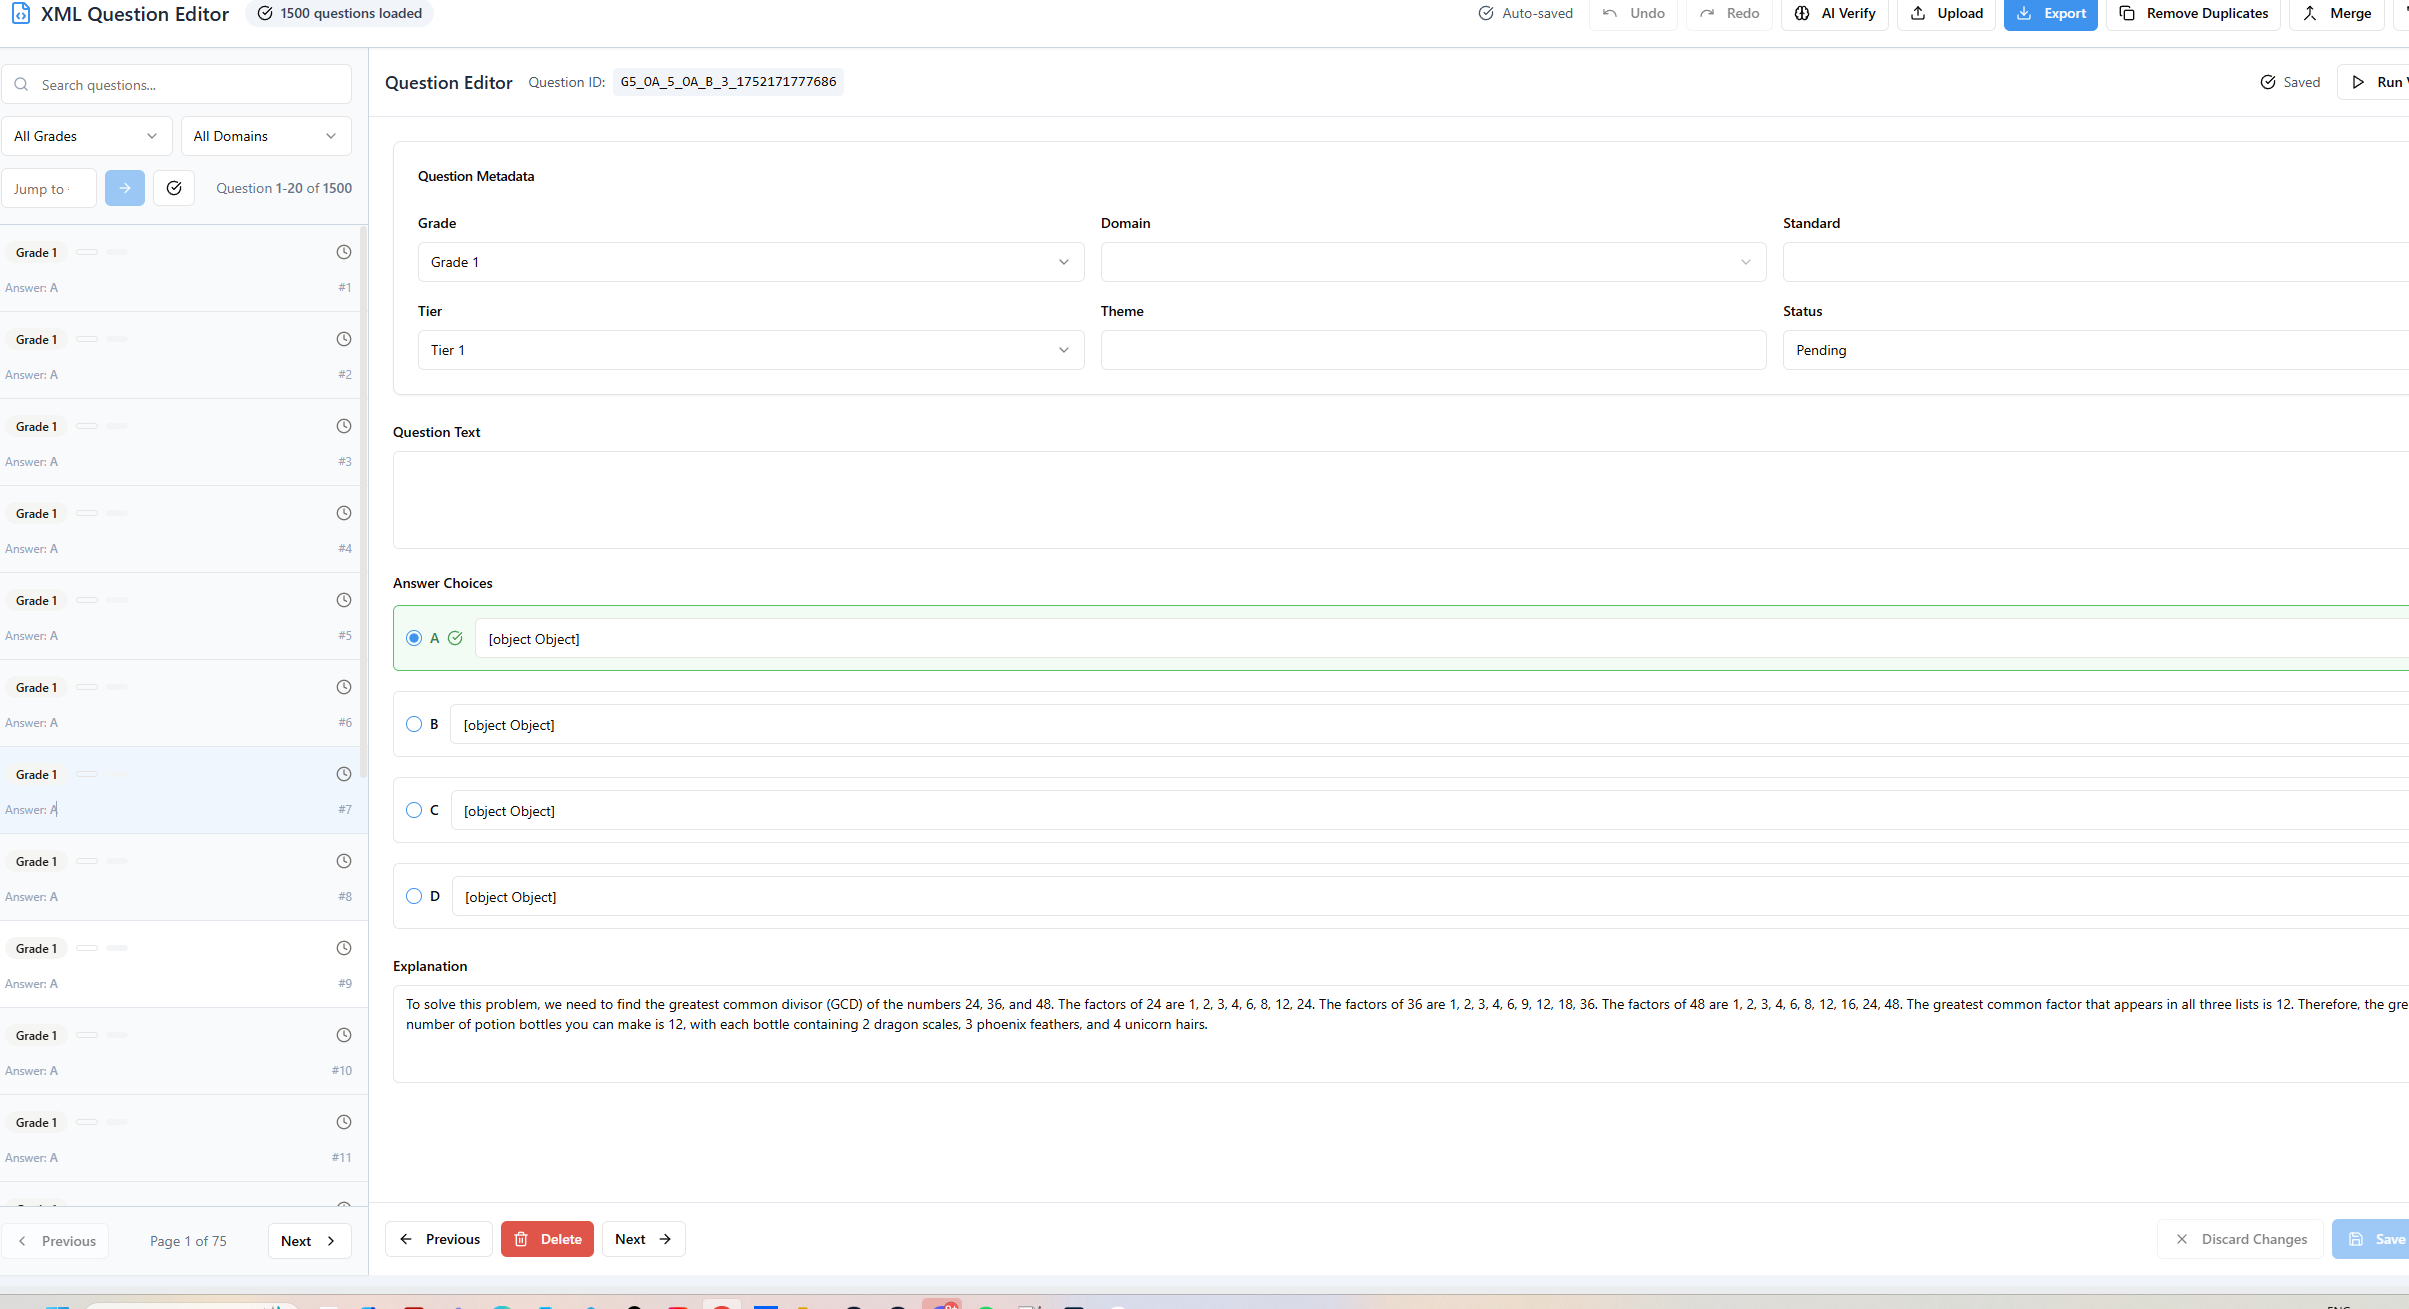 XML Question Editor
1500 questions loaded
Auto-saved
Undo
Redo
AI Verify
Upload
Export
Remove Duplicates
Merge
Search questions...
All Grades
All Domains
Jump to
Question 1-20 of 1500
Grade 1
Answer: A
#1
Grade 1
Answer: A
#2
Grade 1
Answer: A
#3
Grade 1
Answer: A
#4
Grade 1
Answer: A
#5
Grade 1
Answer: A
#6
Grade 1
Answer: A
#7
Grade 1
Answer: A
#8
Grade 1
Answer: A
#9
Grade 1
Answer: A
#10
Grade 1
Answer: A
#11
Previous
Page 1 of 75
Next
Question Editor
Question ID:
G5_OA_5_OA_B_3_1752171777686
Saved
Run
Question Metadata
Grade
Domain
Standard
Grade 1
Tier
Theme
Status
Tier 1
Pending
Question Text
Answer Choices
A
[object Object]
B
[object Object]
C
[object Object]
D
[object Object]
Explanation
To solve this problem, we need to find the greatest common divisor (GCD) of the numbers 24, 36, and 48. The factors of 24 are 1, 2, 3, 4, 6, 8, 12, 24. The factors of 36 are 1, 2, 3, 4, 6, 9, 12, 18, 36. The factors of 48 are 1, 2, 3, 4, 6, 8, 12, 16, 24, 48. The greatest common factor that appears in all three lists is 12. Therefore, the gre
number of potion bottles you can make is 12, with each bottle containing 2 dragon scales, 3 phoenix feathers, and 4 unicorn hairs.
Previous
Delete
Next
Discard Changes
Save